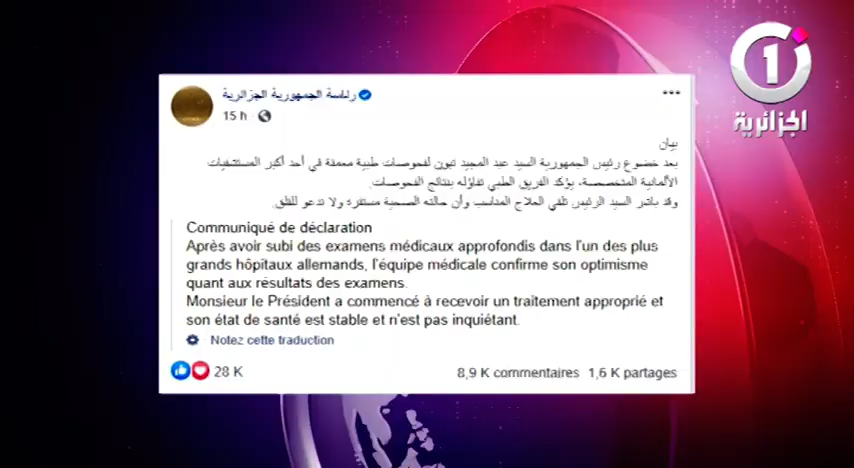 1
الجزائرية
رئاسة الجمهورية الجزائرية
15 h
بيان
بعد خضوع رئيس الجمهورية السيد عبد المجيد تبون لفحوصات طبية معمقة في أحد أكبر المستشفيات
الألمانية المتخصصة، يؤكد الفريق الطبي تفاؤله بنتائج الفحوصات.
وقد باشر السيد الرئيس تلقي العلاج المناسب وأن حالته الصحية مستقرة ولا تدعو للقلق.
Communiqué de déclaration
Après avoir subi des examens médicaux approfondis dans l'un des plus
grands hôpitaux allemands, l'équipe médicale confirme son optimisme
quant aux résultats des examens.
Monsieur le Président a commencé à recevoir un traitement approprié et
son état de santé est stable et n'est pas inquiétant.
Notez cette traduction
28 K
8,9 K commentaires 1,6 K partages